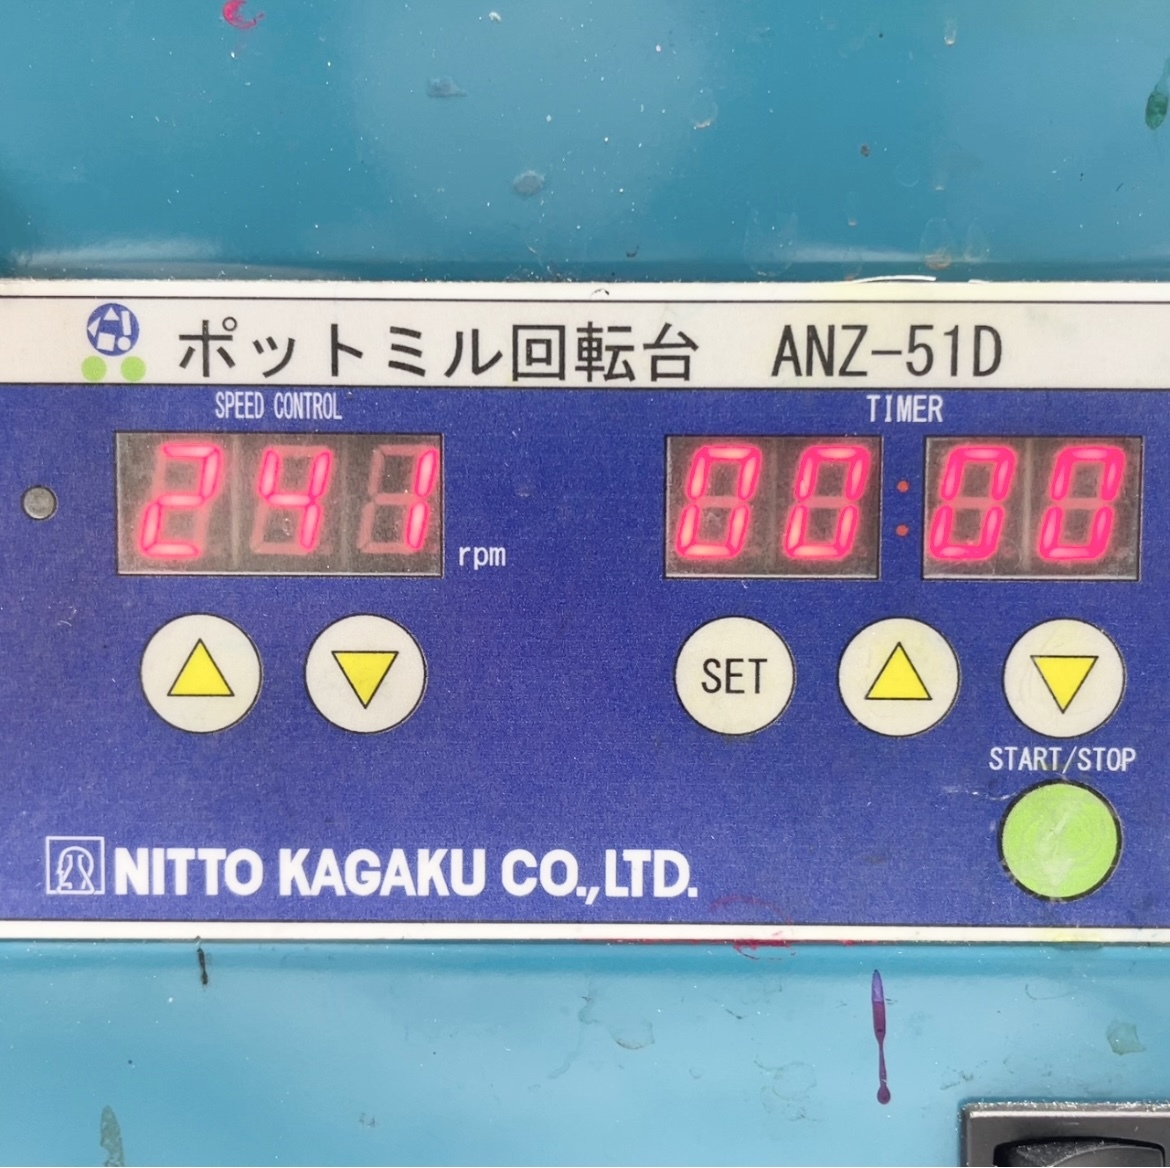 ポットミル回転台 ANZ-51D
SPEED CONTROL
TIMER
241
rpm
00:00
SET
START/STOP
NITTO KAGAKU CO.,LTD.